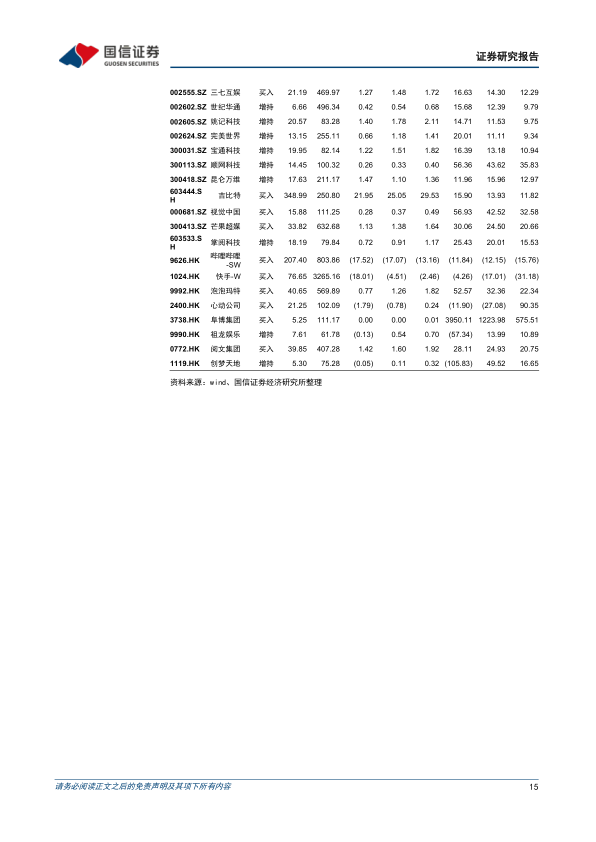 国信证券
GUOSEN SECURITIES
证券研究报告
002555.SZ 三七互娱 买入 21.19 469.97 1.27 1.48 1.72 16.63 14.30 12.29
002602.SZ 世纪华通 增持 6.66 496.34 0.42 0.54 0.68 15.68 12.39 9.79
002605.SZ 姚记科技 增持 20.57 83.28 1.40 1.78 2.11 14.71 11.53 9.75
002624.SZ 完美世界 增持 13.15 255.11 0.66 1.18 1.41 20.01 11.11 9.34
300031.SZ 宝通科技 增持 19.95 82.14 1.22 1.51 1.82 16.39 13.18 10.94
300113.SZ 顺网科技 增持 14.45 100.32 0.26 0.33 0.40 56.36 43.62 35.83
300418.SZ 昆仑万维 增持 17.63 211.17 1.47 1.10 1.36 11.96 15.96 12.97
603444.S
H 吉比特 买入 348.99 250.80 21.95 25.05 29.53 15.90 13.93 11.82
000681.SZ 视觉中国 买入 15.88 111.25 0.28 0.37 0.49 56.93 42.52 32.58
300413.SZ 芒果超媒 买入 33.82 632.68 1.13 1.38 1.64 30.06 24.50 20.66
603533.S
H 掌阅科技 增持 18.19 79.84 0.72 0.91 1.17 25.43 20.01 15.53
9626.HK 哔哩哔哩
-SW 买入 207.40 803.86 (17.52) (17.07) (13.16) (11.84) (12.15) (15.76)
1024.HK 快手-W 买入 76.65 3265.16 (18.01) (4.51) (2.46) (4.26) (17.01) (31.18)
9992.HK 泡泡玛特 买入 40.65 569.89 0.77 1.26 1.82 52.57 32.36 22.34
2400.HK 心动公司 买入 21.25 102.09 (1.79) (0.78) 0.24 (11.90) (27.08) 90.35
3738.HK 阜博集团 买入 5.25 111.17 0.00 0.00 0.01 3950.11 1223.98 575.51
9990.HK 祖龙娱乐 增持 7.61 61.78 (0.13) 0.54 0.70 (57.34) 13.99 10.89
0772.HK 阅文集团 买入 39.85 407.28 1.42 1.60 1.92 28.11 24.93 20.75
1119.HK 创梦天地 增持 5.30 75.28 (0.05) 0.11 0.32 (105.83) 49.52 16.65
资料来源：wind、国信证券经济研究所整理
请务必阅读正文之后的免责声明及其项下所有内容
15